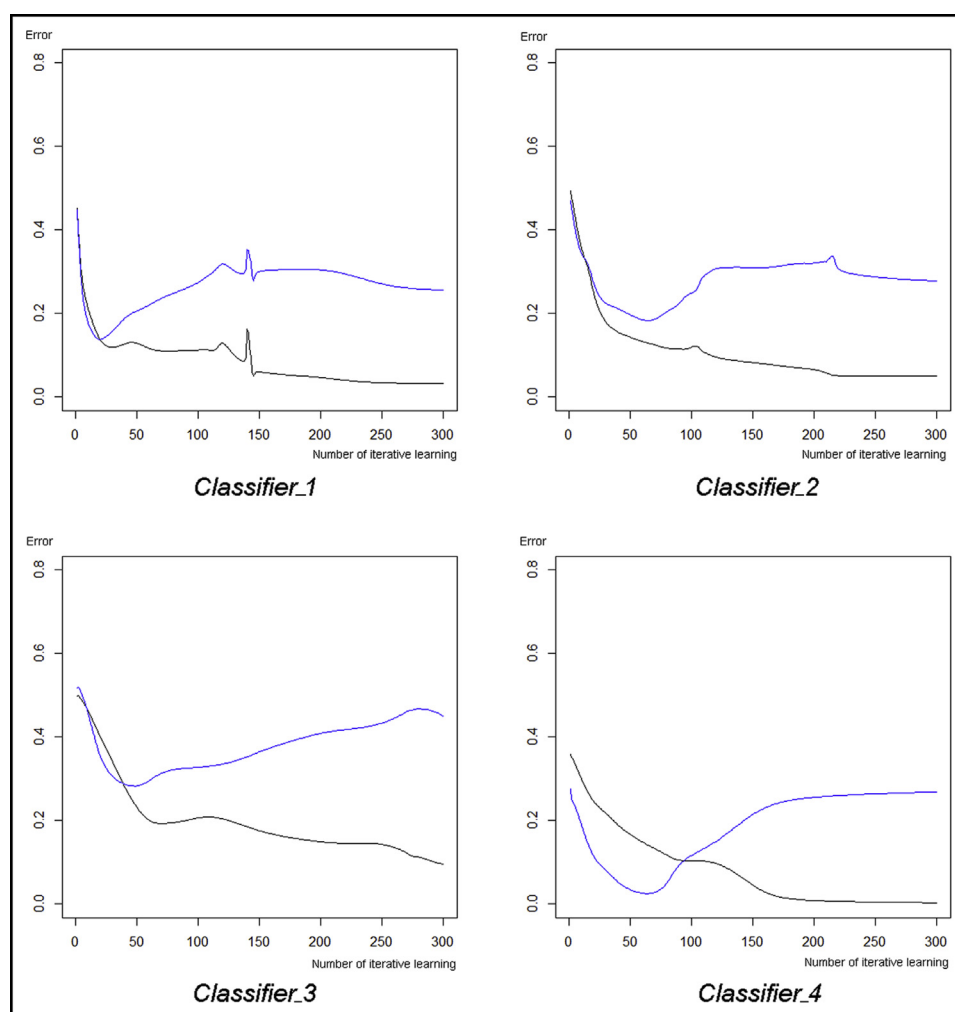 Error
0.8
0.6
0.4
0.2
0.0
0 50 100 150 200 250 300
Number of iterative learning
Classifier_1
Error
0.8
0.6
0.4
0.2
0.0
0 50 100 150 200 250 300
Number of iterative learning
Classifier_2
Error
0.8
0.6
0.4
0.2
0.0
0 50 100 150 200 250 300
Number of iterative learning
Classifier_3
Error
0.8
0.6
0.4
0.2
0.0
0 50 100 150 200 250 300
Number of iterative learning
Classifier_4